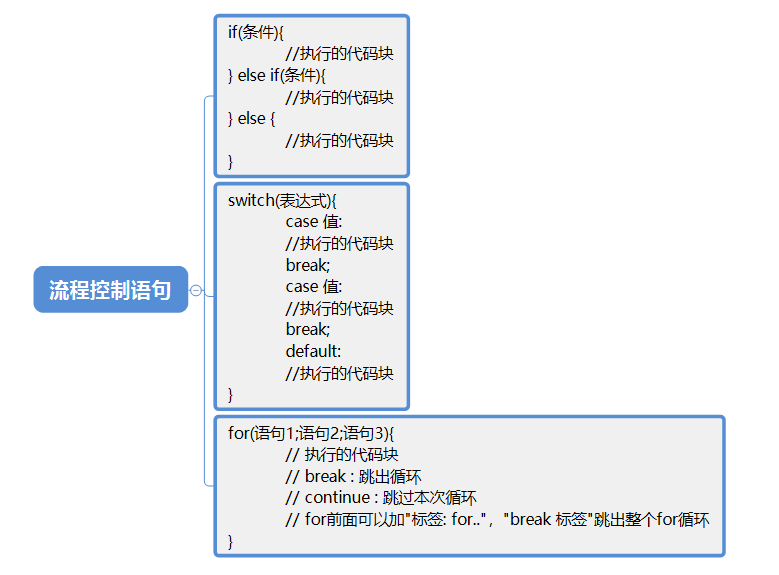 流程控制语句
if(条件){
//执行的代码块
} else if(条件){
//执行的代码块
} else {
//执行的代码块
}
switch(表达式){
case 值:
//执行的代码块
break;
case 值:
//执行的代码块
break;
default:
//执行的代码块
}
for(语句1;语句2;语句3){
// 执行的代码块
// break : 跳出循环
// continue : 跳过本次循环
// for前面可以加"标签: for.."，"break 标签"跳出整个for循环
}